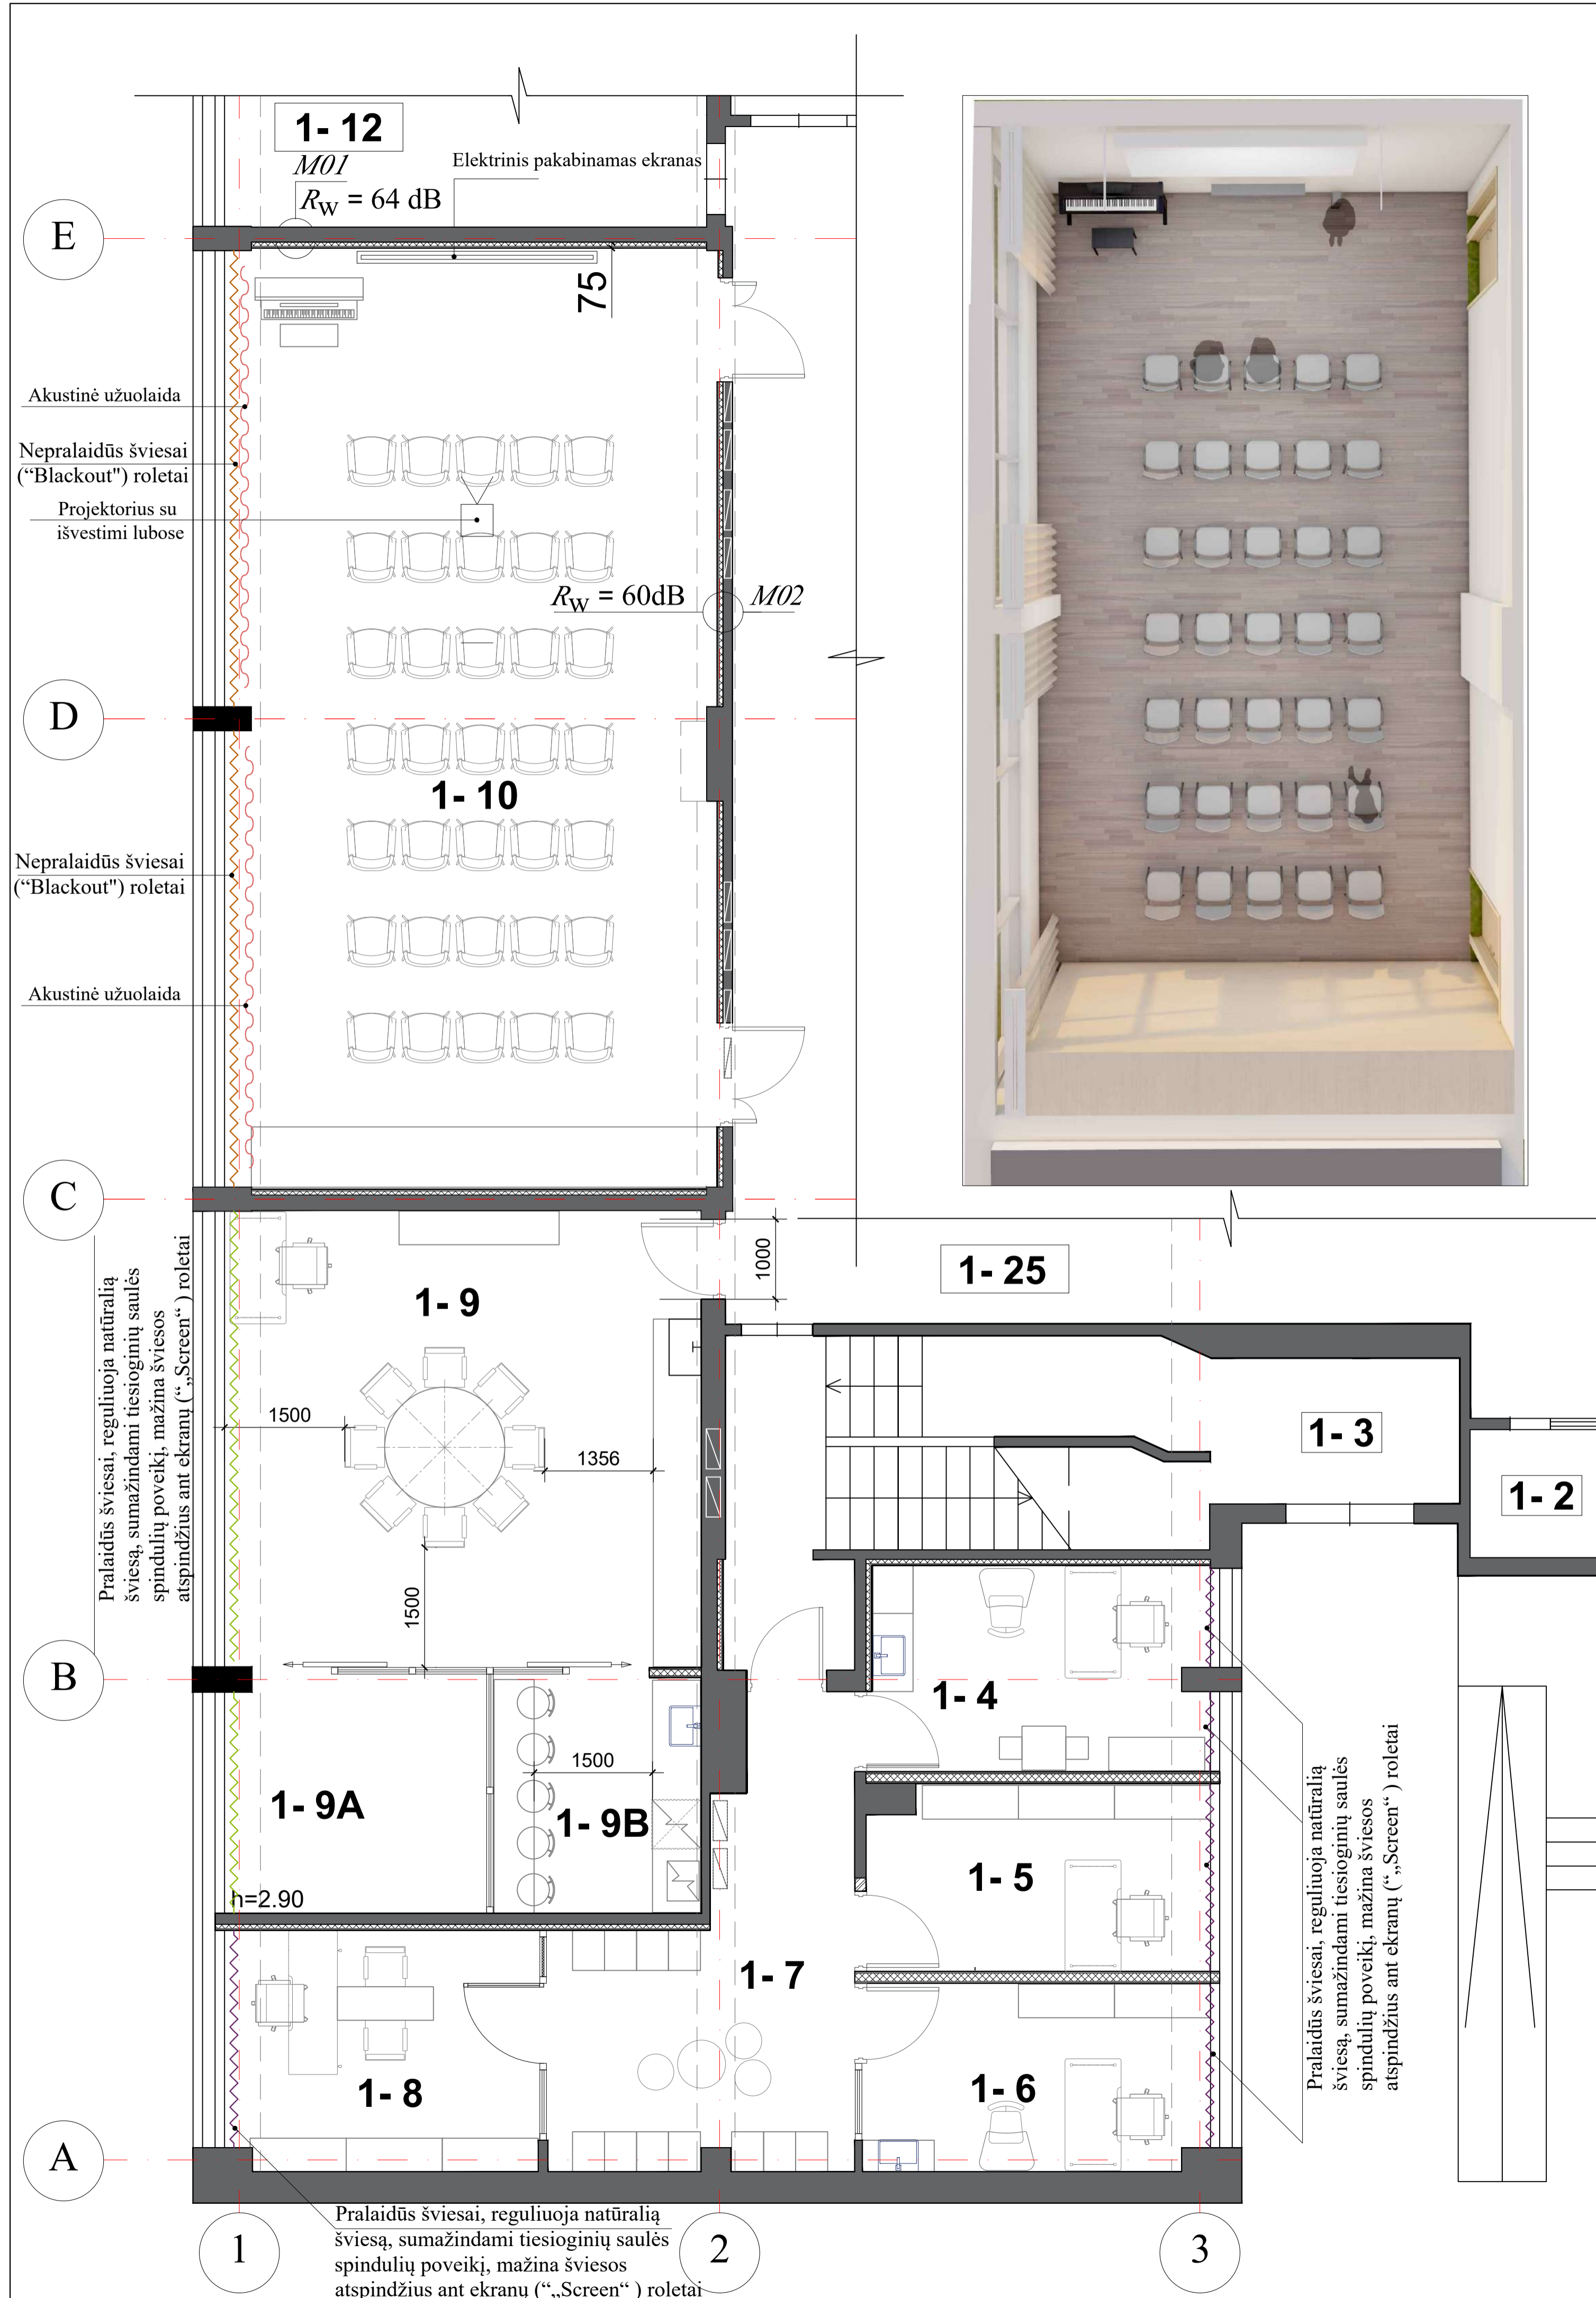 1- 12
M01
Rw = 64 dB
Elektrinis pakabinamas ekranas
E
75
Akustinė užuolaida
Nepralaidūs šviesai
(“Blackout") roletai
Projektorius su
išvestimi lubose
Rw = 60dB
M02
D
1- 10
Nepralaidūs šviesai
(“Blackout") roletai
Akustinė užuolaida
C
1000
1- 25
1- 9
Pralaidūs šviesai, reguliuoja natūralią
šviesą, sumažindami tiesioginių saulės
spindulių poveikį, mažina šviesos
atspindžius ant ekranų (“„Screen“ ) roletai
1500
1356
1- 3
1- 2
1500
B
1- 4
1500
1- 9A
1- 9B
1- 5
h=2.90
Pralaidūs šviesai, reguliuoja natūralią
šviesą, sumažindami tiesioginių saulės
spindulių poveikį, mažina šviesos
atspindžius ant ekranų (“„Screen“ ) roletai
1- 7
1- 8
1- 6
A
Pralaidūs šviesai, reguliuoja natūralią
šviesą, sumažindami tiesioginių saulės
spindulių poveikį, mažina šviesos
atspindžius ant ekranų (“„Screen“ ) roletai
1
2
3